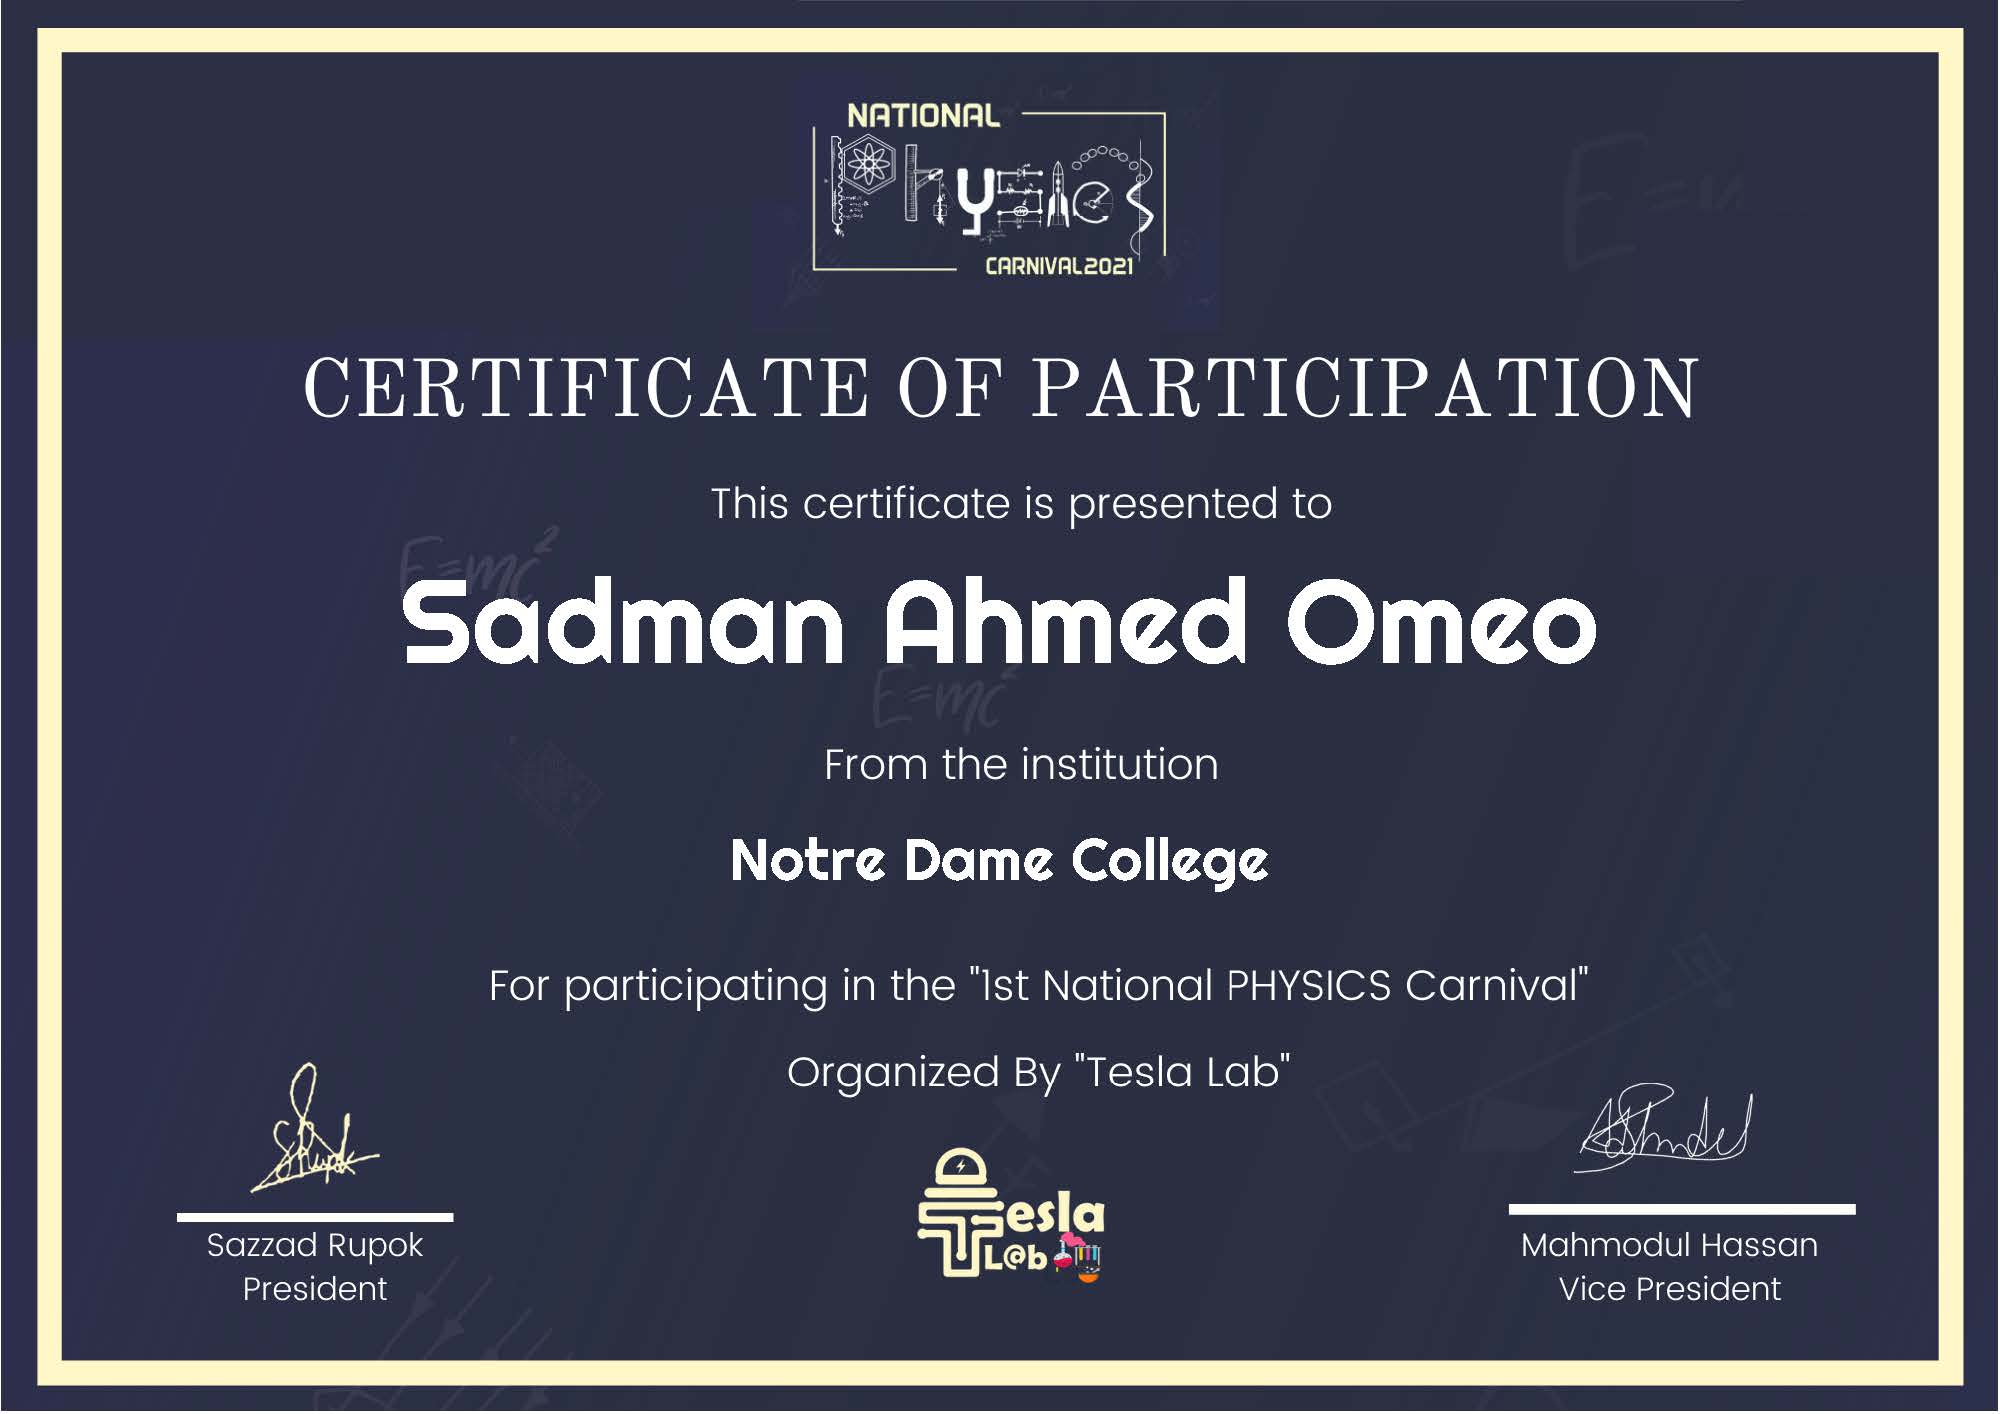 NATIONAL
Physics
CARNIVAL2021
CERTIFICATE OF PARTICIPATION
This certificate is presented to
E=mc²
Sadman Ahmed Omeo
E=mc²
From the institution
Notre Dame College
For participating in the "1st National PHYSICS Carnival"
Organized By "Tesla Lab"
Tesla
L@b
Sazzad Rupok
President
Mahmodul Hassan
Vice President